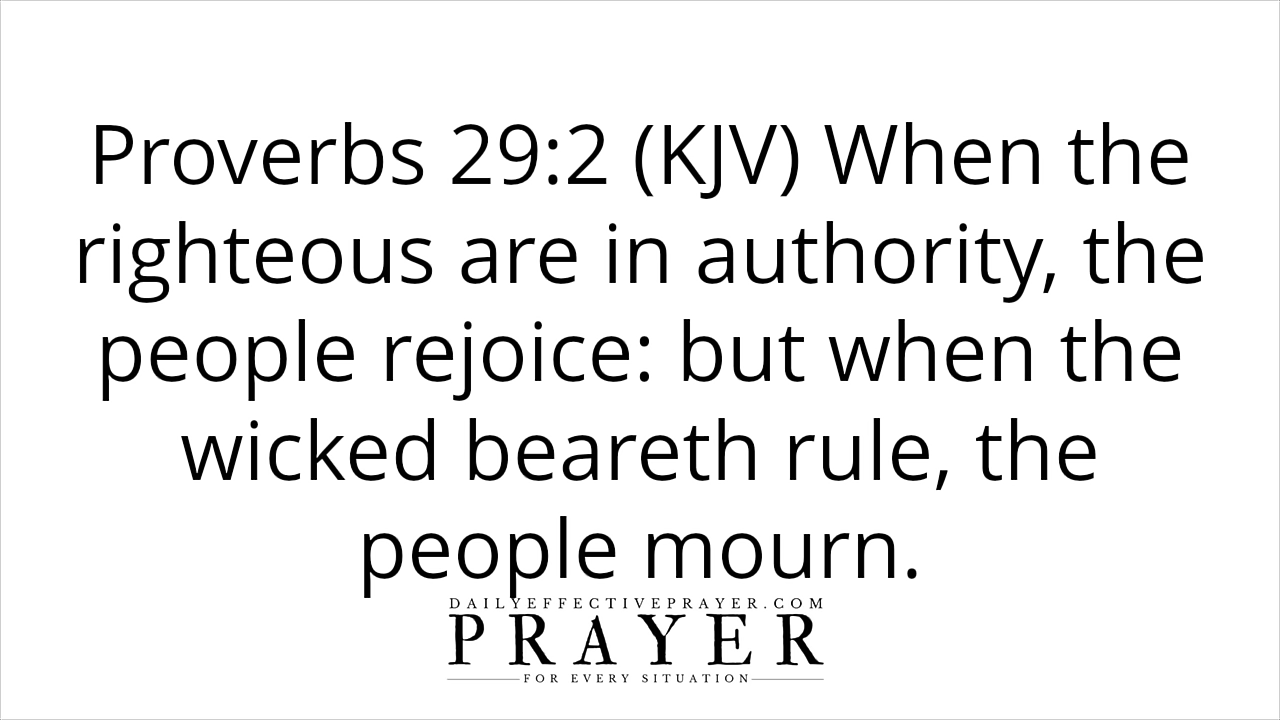 Proverbs 29:2 (KJV) When the
righteous are in authority, the
people rejoice: but when the
wicked beareth rule, the
people mourn.
DAILYEFFECTIVEPRAYER.COM
PRAYER
FOR EVERY SITUATION